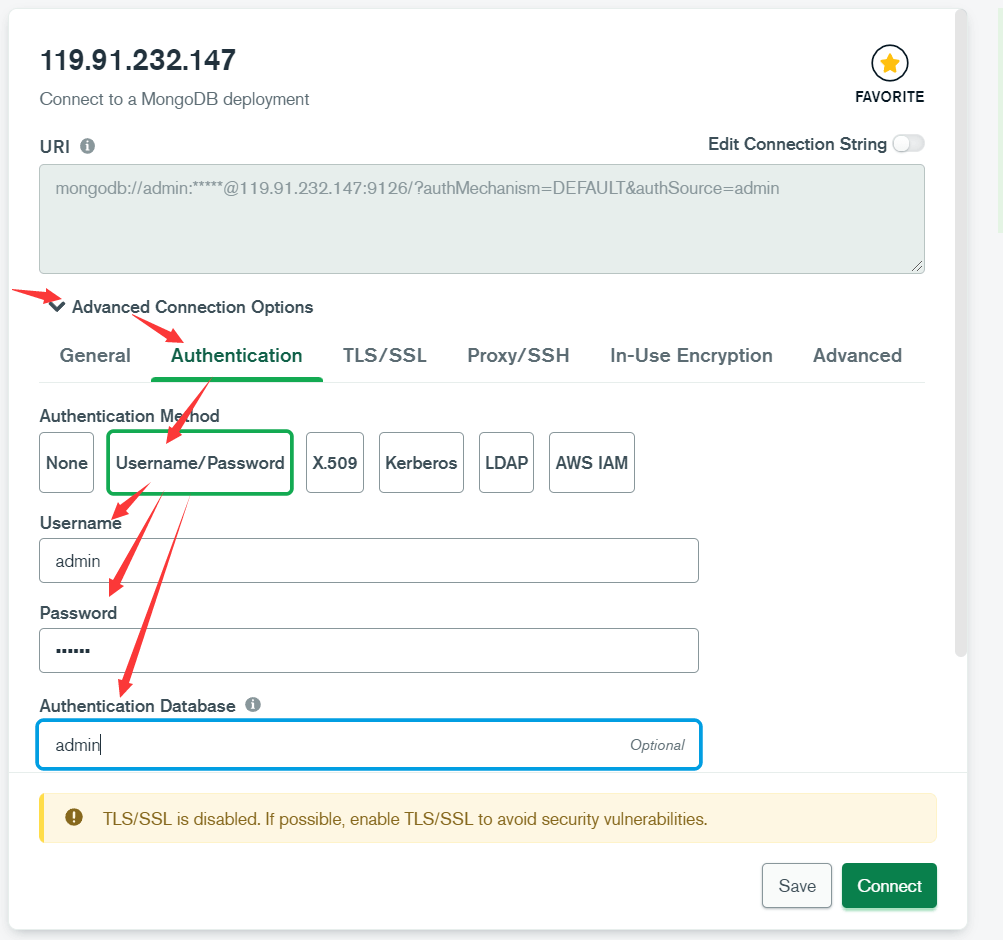 119.91.232.147
FAVORITE
Connect to a MongoDB deployment
URI
Edit Connection String
mongodb://admin:*****@119.91.232.147:9126/?authMechanism=DEFAULT&authSource=admin
Advanced Connection Options
General Authentication TLS/SSL Proxy/SSH In-Use Encryption Advanced
Authentication Method
None Username/Password X.509 Kerberos LDAP AWS IAM
Username
admin
Password
••••••
Authentication Database
admin Optional
TLS/SSL is disabled. If possible, enable TLS/SSL to avoid security vulnerabilities.
Save Connect